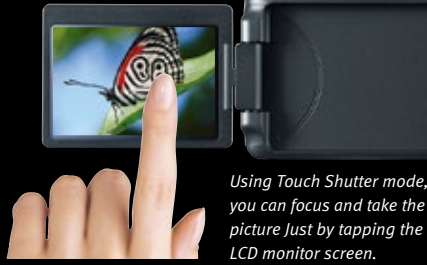 Using Touch Shutter mode,
you can focus and take the
picture Just by tapping the
LCD monitor screen.